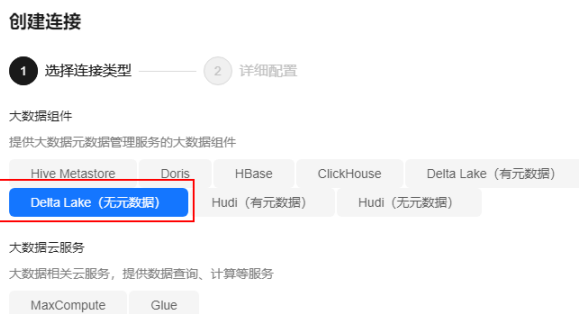 创建连接
1 选择连接类型 2 详细配置
大数据组件
提供大数据元数据管理服务的大数据组件
Hive Metastore Doris HBase ClickHouse Delta Lake（有元数据）
Delta Lake（无元数据） Hudi（有元数据） Hudi（无元数据）
大数据云服务
大数据相关云服务，提供数据查询、计算等服务
MaxCompute Glue